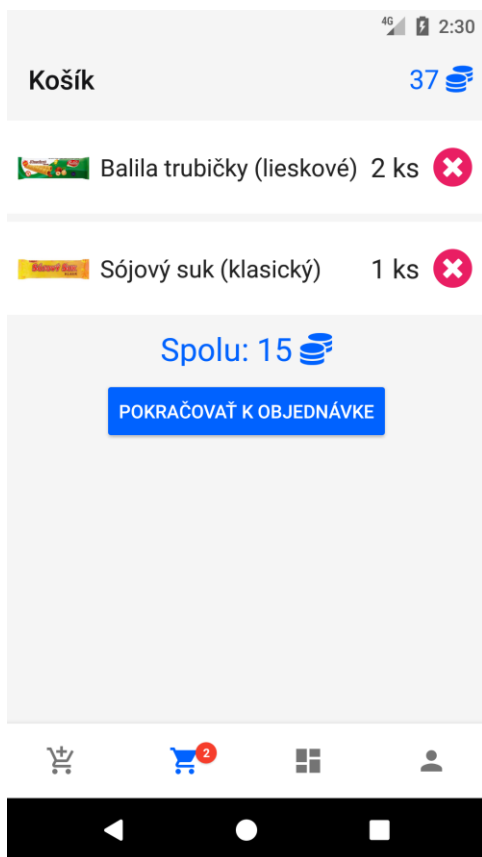 4G 2:30
Košík 37
Balila trubičky (lieskové) 2 ks
Sójový suk (klasický) 1 ks
Spolu: 15
POKRAČOVAŤ K OBJEDNÁVKE
2